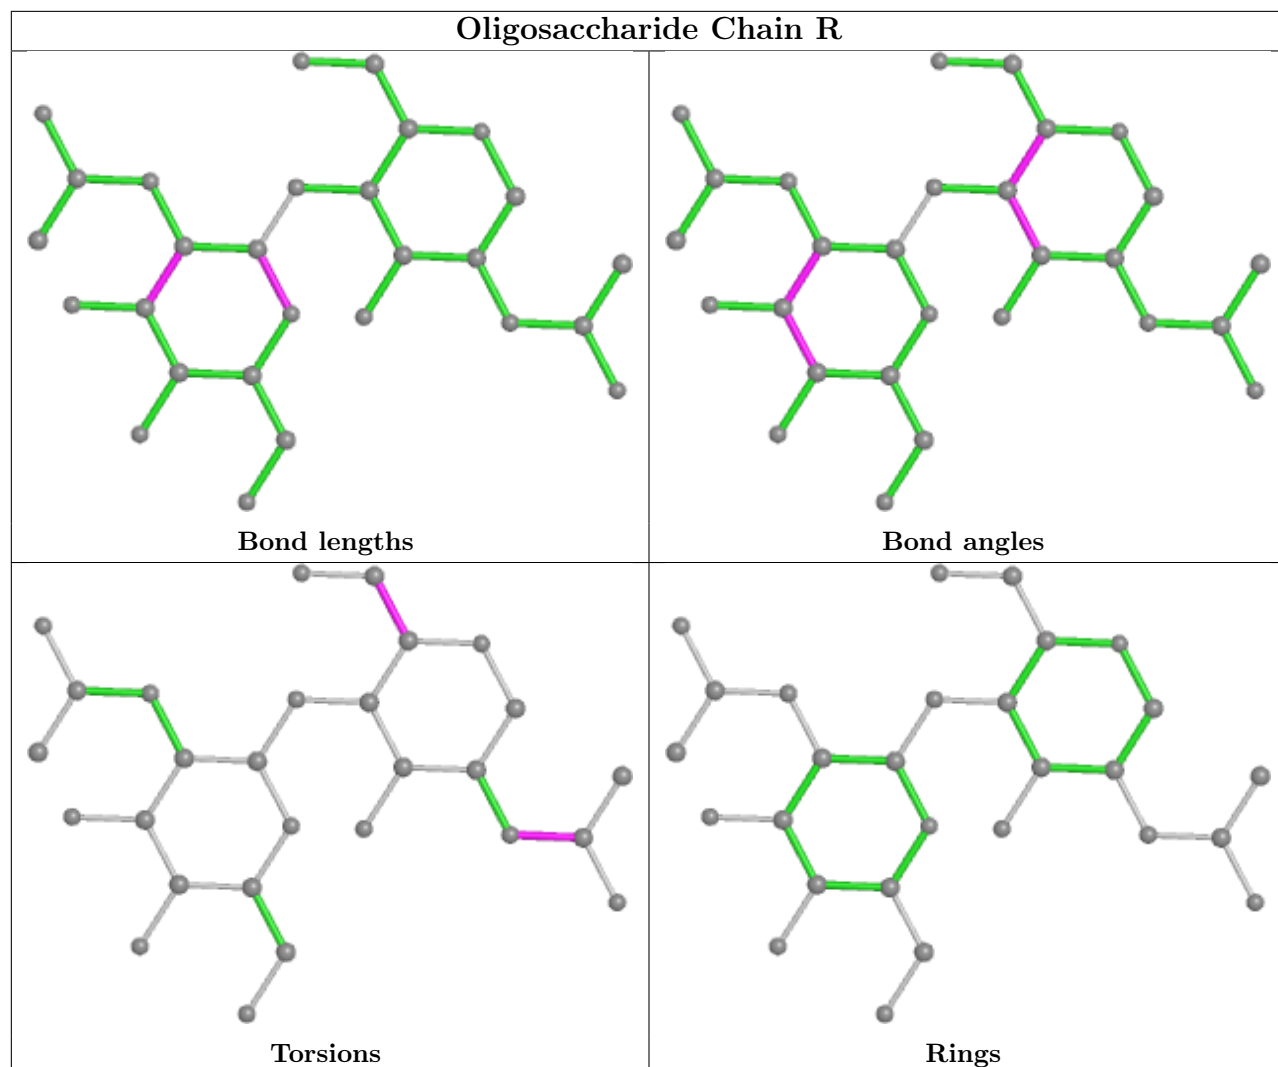 Oligosaccharide Chain R
Bond lengths
Bond angles
Torsions
Rings